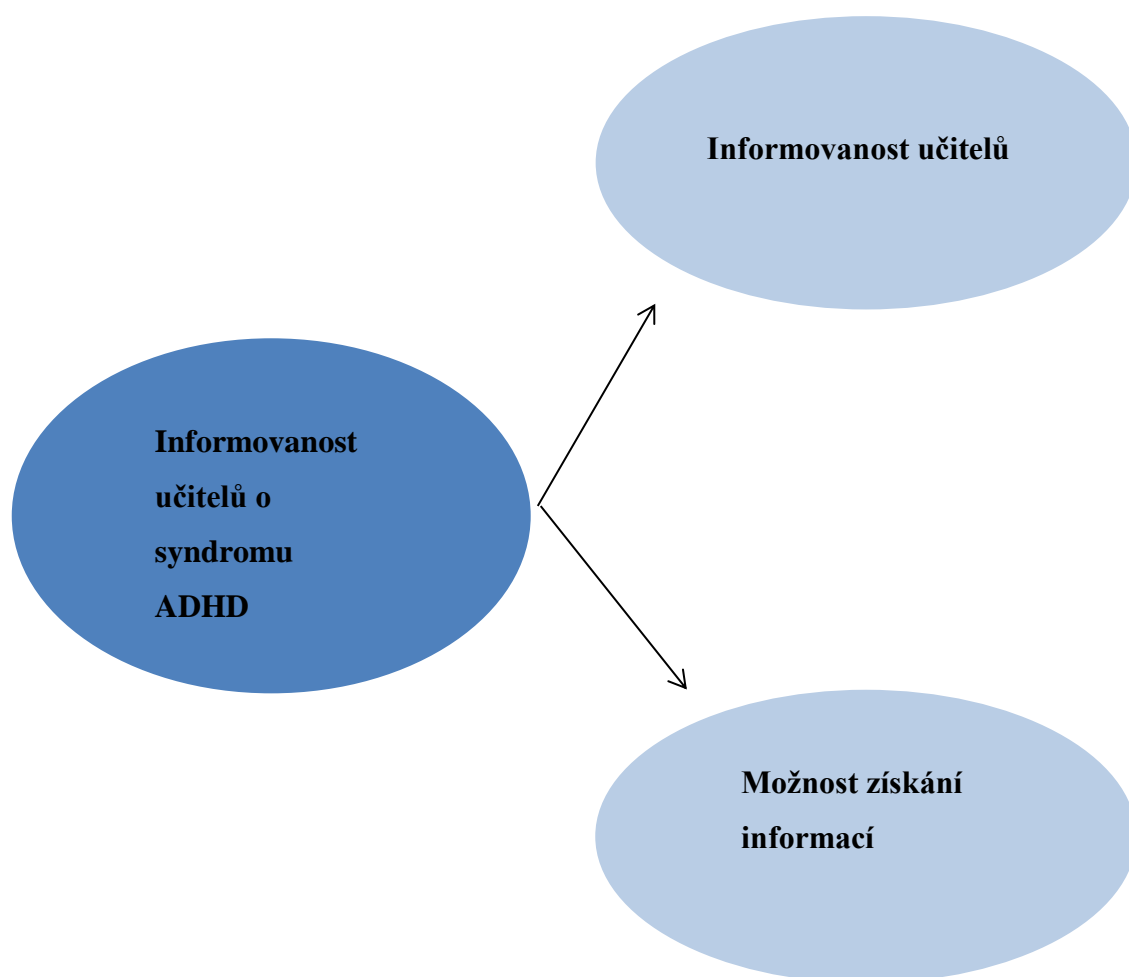 Informovanost učitelů
Informovanost
učitelů o
syndromu
ADHD
Možnost získání
informací